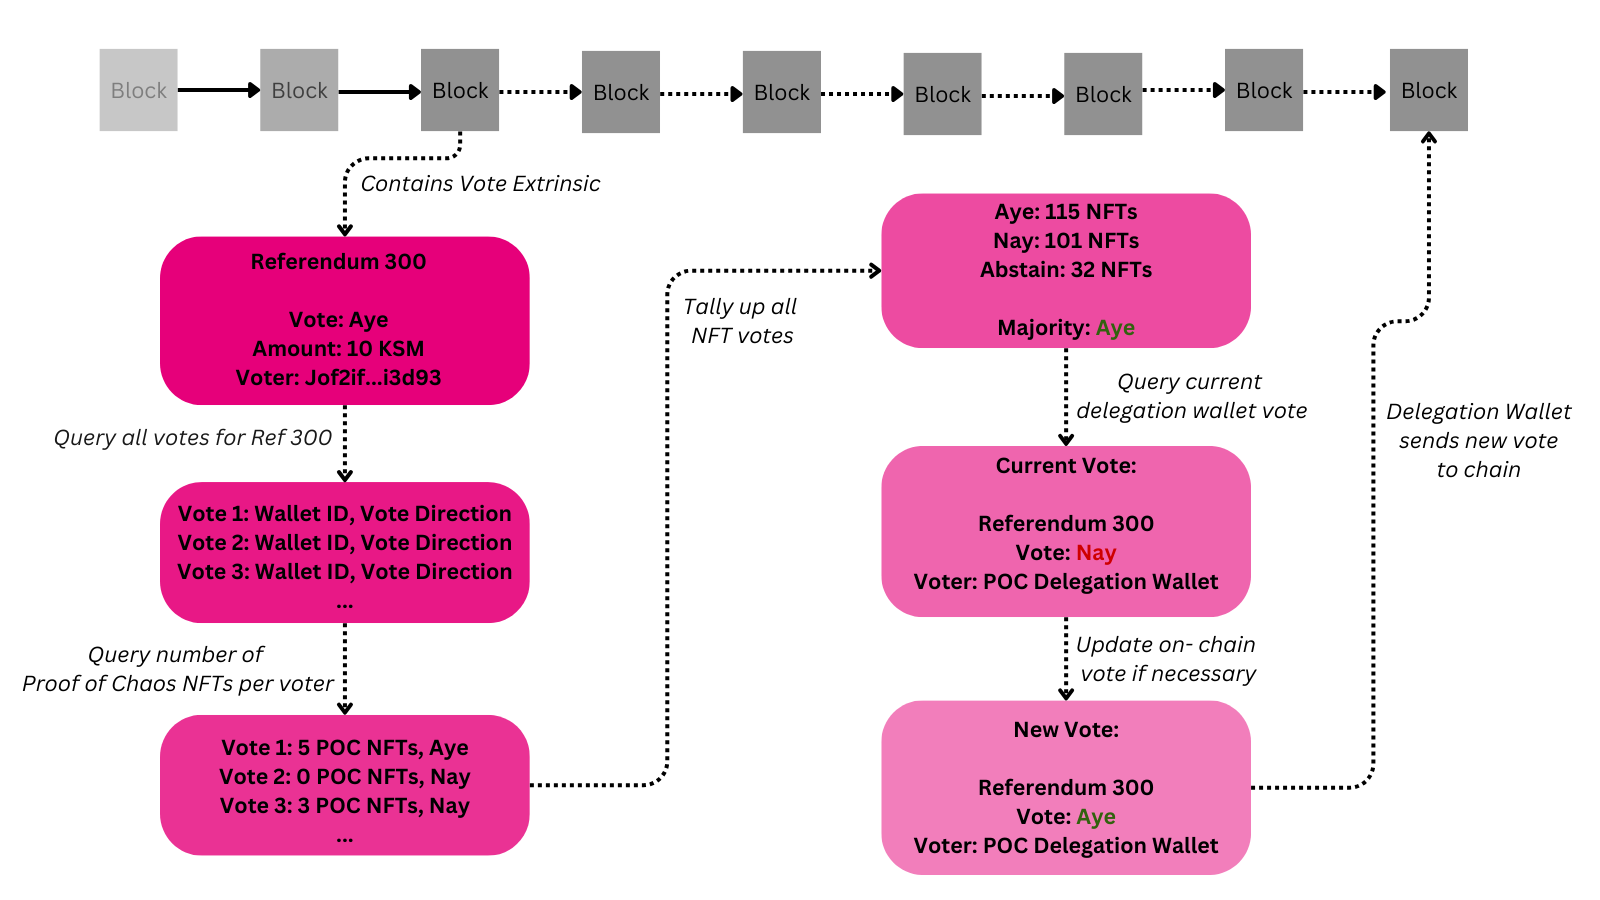 Block
Block
Block
Block
Block
Block
Block
Block
Block
Contains Vote Extrinsic
Referendum 300
Vote: Aye
Amount: 10 KSM
Voter: Jof2if...i3d93
Query all votes for Ref 300
Vote 1: Wallet ID, Vote Direction
Vote 2: Wallet ID, Vote Direction
Vote 3: Wallet ID, Vote Direction
...
Query number of
Proof of Chaos NFTs per voter
Vote 1: 5 POC NFTs, Aye
Vote 2: 0 POC NFTs, Nay
Vote 3: 3 POC NFTs, Nay
...
Tally up all
NFT votes
Aye: 115 NFTs
Nay: 101 NFTs
Abstain: 32 NFTs
Majority: Aye
Query current
delegation wallet vote
Current Vote:
Referendum 300
Vote: Nay
Voter: POC Delegation Wallet
Update on- chain
vote if necessary
New Vote:
Referendum 300
Vote: Aye
Voter: POC Delegation Wallet
Delegation Wallet
sends new vote
to chain